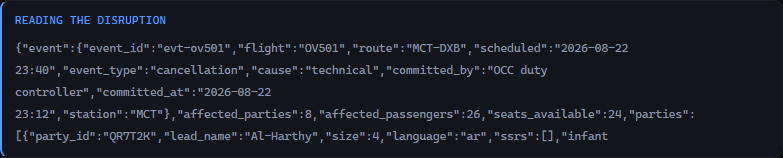 READING THE DISRUPTION
{"event":{"event_id":"evt-ov501","flight":"OV501","route":"MCT-DXB","scheduled":"2026-08-22
23:40","event_type":"cancellation","cause":"technical","committed_by":"OCC duty
controller","committed_at":"2026-08-22
23:12","station":"MCT"},"affected_parties":8,"affected_passengers":26,"seats_available":24,"parties":
[{"party_id":"QR7T2K","lead_name":"Al-Harthy","size":4,"language":"ar","ssrs":[],"infant